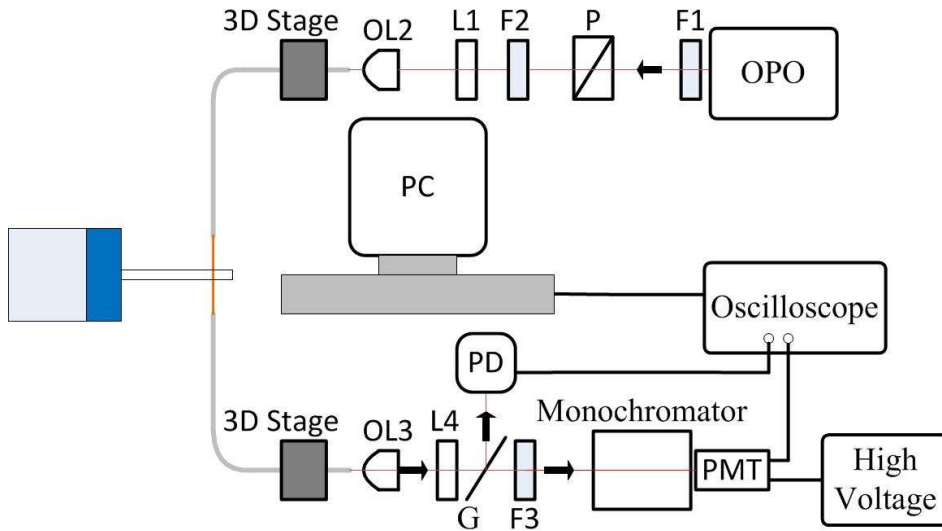 3D Stage
OL2
L1
F2
P
F1
OPO
PC
Oscilloscope
PD
Monochromator
3D Stage
OL3
L4
G
F3
PMT
High
Voltage